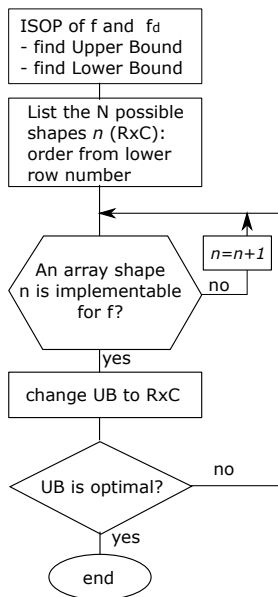 ISOP of f and fd
- find Upper Bound
- find Lower Bound
List the N possible
shapes n (RxC):
order from lower
row number
n=n+1
An array shape
n is implementable
for f?
no
yes
change UB to RxC
UB is optimal?
no
yes
end